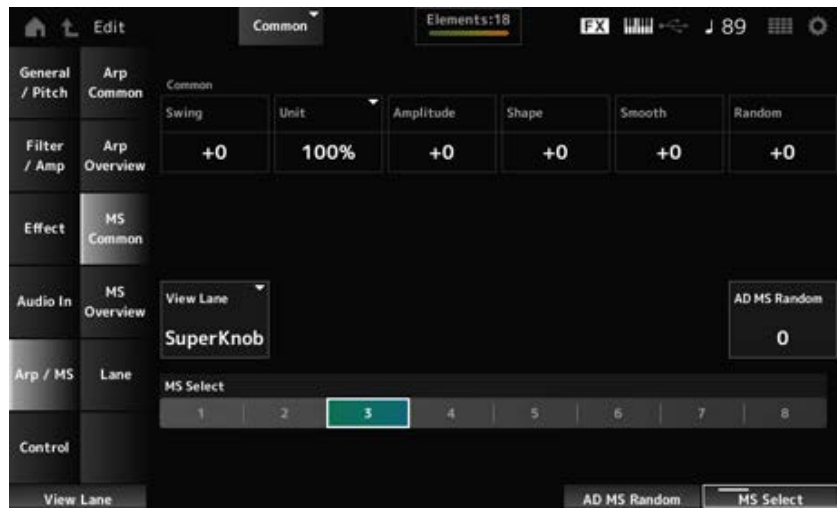 Edit
Common
Elements:18
FX
♩ 89
General / Pitch
Filter / Amp
Effect
Audio In
Arp / MS
Control
Arp Common
Arp Overview
MS Common
MS Overview
Lane
Common
Swing Unit Amplitude Shape Smooth Random
+0 100% +0 +0 +0 +0
View Lane
SuperKnob
AD MS Random
0
MS Select
1 2 3 4 5 6 7 8
View Lane AD MS Random MS Select